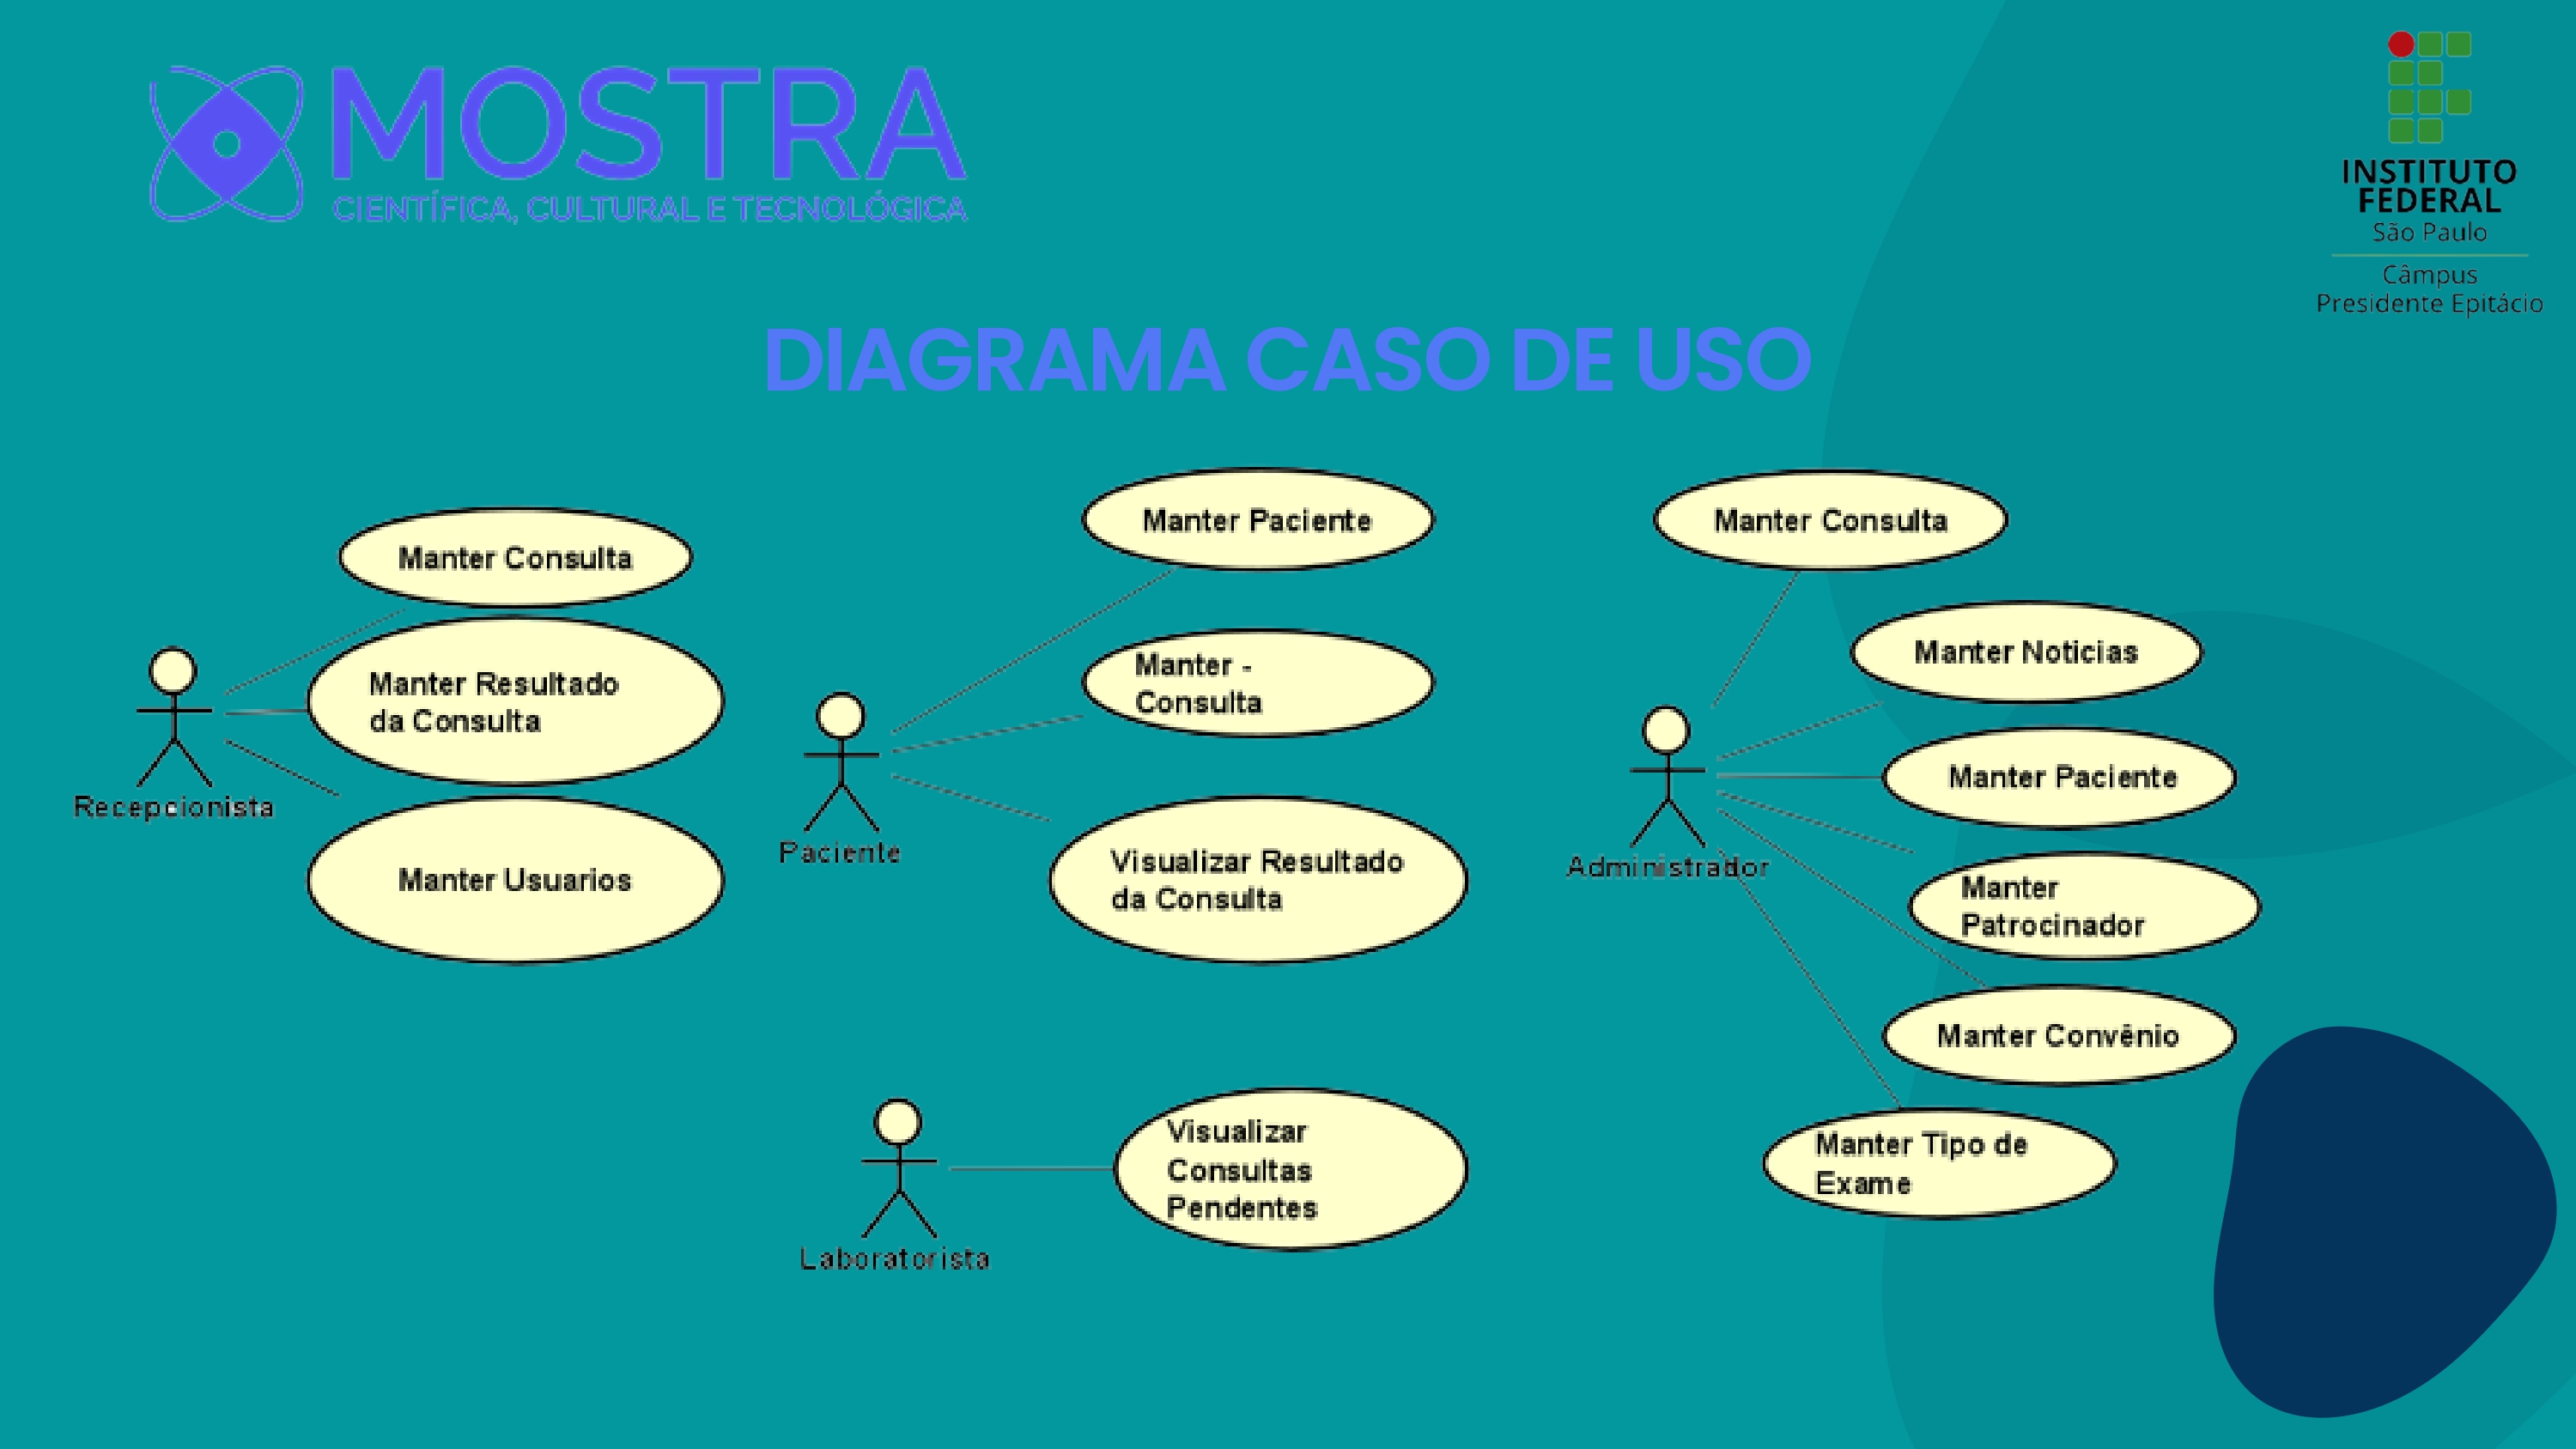 MOSTRA
CIENTÍFICA, CULTURAL E TECNOLÓGICA
INSTITUTO
FEDERAL
São Paulo
Câmpus
Presidente Epitácio
DIAGRAMA CASO DE USO
Manter Consulta
Manter Resultado
da Consulta
Manter Usuarios
Recepcionista
Manter Paciente
Manter -
Consulta
Visualizar Resultado
da Consulta
Paciente
Visualizar
Consultas
Pendentes
Laboratorista
Manter Consulta
Manter Noticias
Manter Paciente
Manter
Patrocinador
Manter Convênio
Manter Tipo de
Exame
Administrador